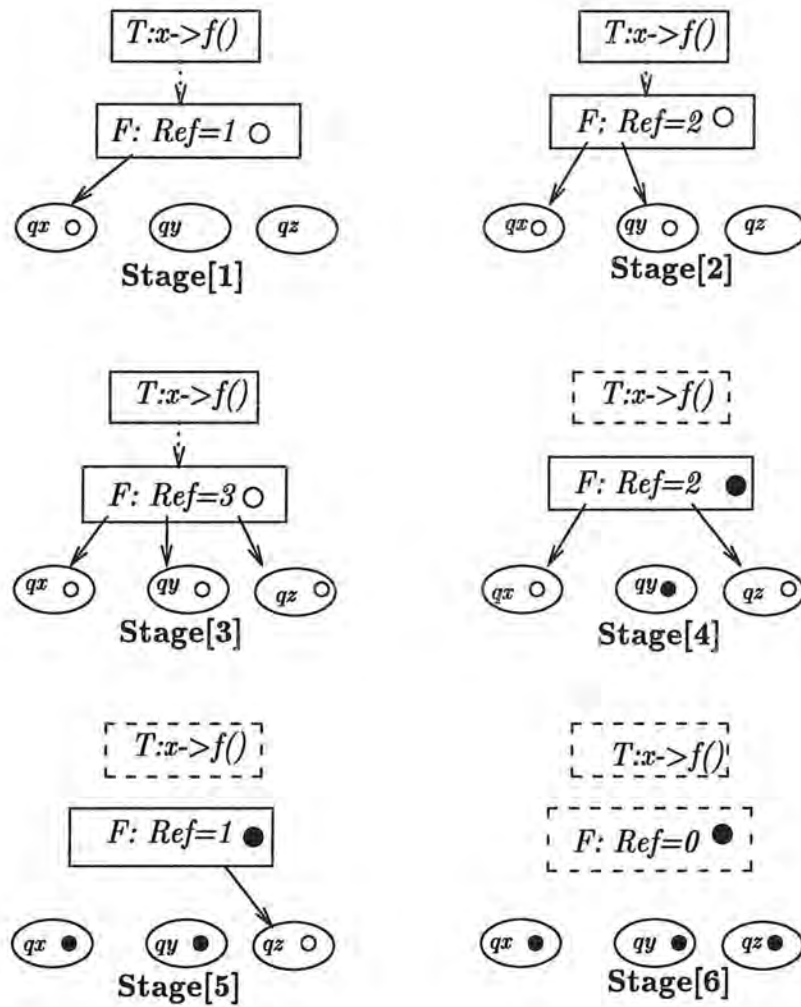 T:x->f()
F: Ref=1
qx qy qz
Stage[1]
T:x->f()
F; Ref=2
qx qy qz
Stage[2]
T:x->f()
F: Ref=3
qx qy qz
Stage[3]
T:x->f()
F: Ref=2
qx qy qz
Stage[4]
T:x->f()
F: Ref=1
qx qy qz
Stage[5]
T:x->f()
F: Ref=0
qx qy qz
Stage[6]